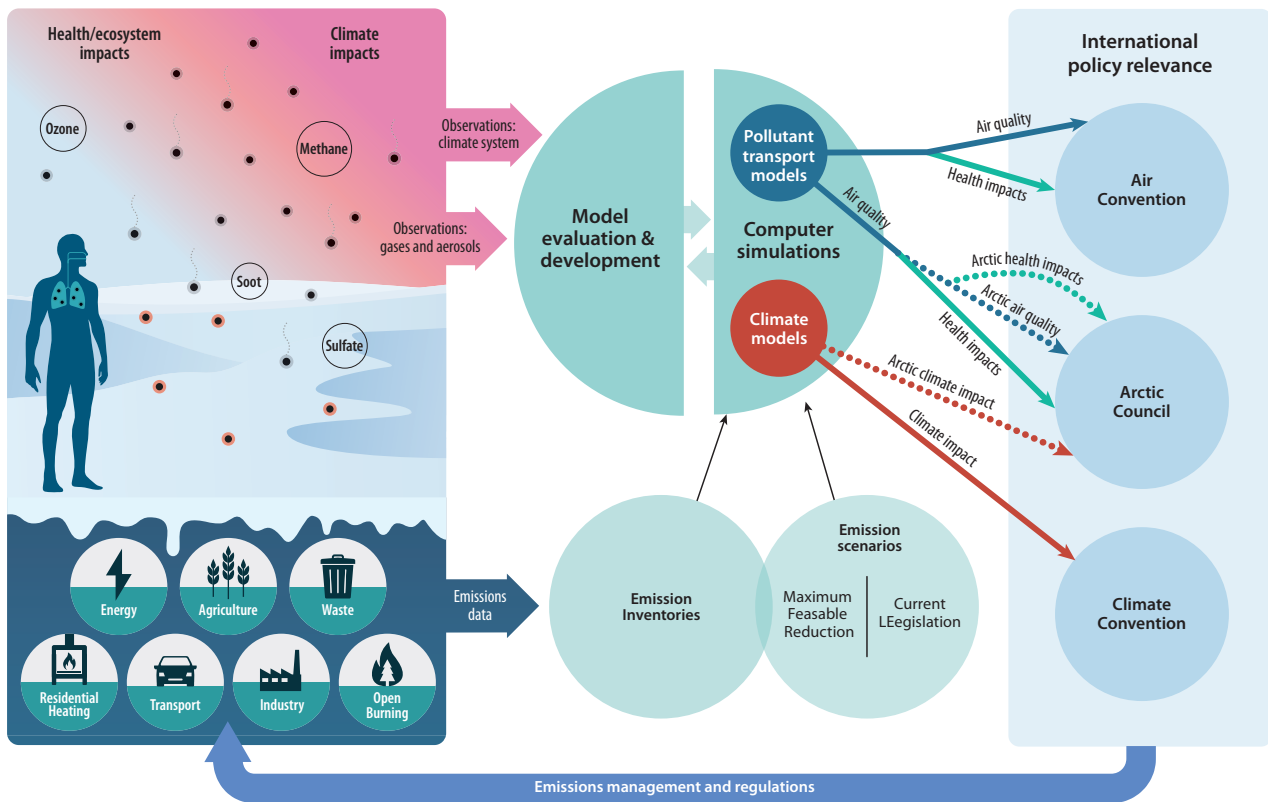 Health/ecosystem
impacts
Climate
impacts
Ozone
Methane
Soot
Sulfate
Energy
Agriculture
Waste
Residential
Heating
Transport
Industry
Open
Burning
Observations:
climate system
Observations:
gases and aerosols
Emissions
data
Model
evaluation &
development
Pollutant
transport
models
Computer
simulations
Climate
models
Emission
Inventories
Emission
scenarios
Maximum
Feasable
Reduction
Current
LEegislation
Air quality
Health impacts
Air quality
Arctic health impacts
Arctic air quality
Health impacts
Arctic climate impact
Climate impact
International
policy relevance
Air
Convention
Arctic
Council
Climate
Convention
Emissions management and regulations